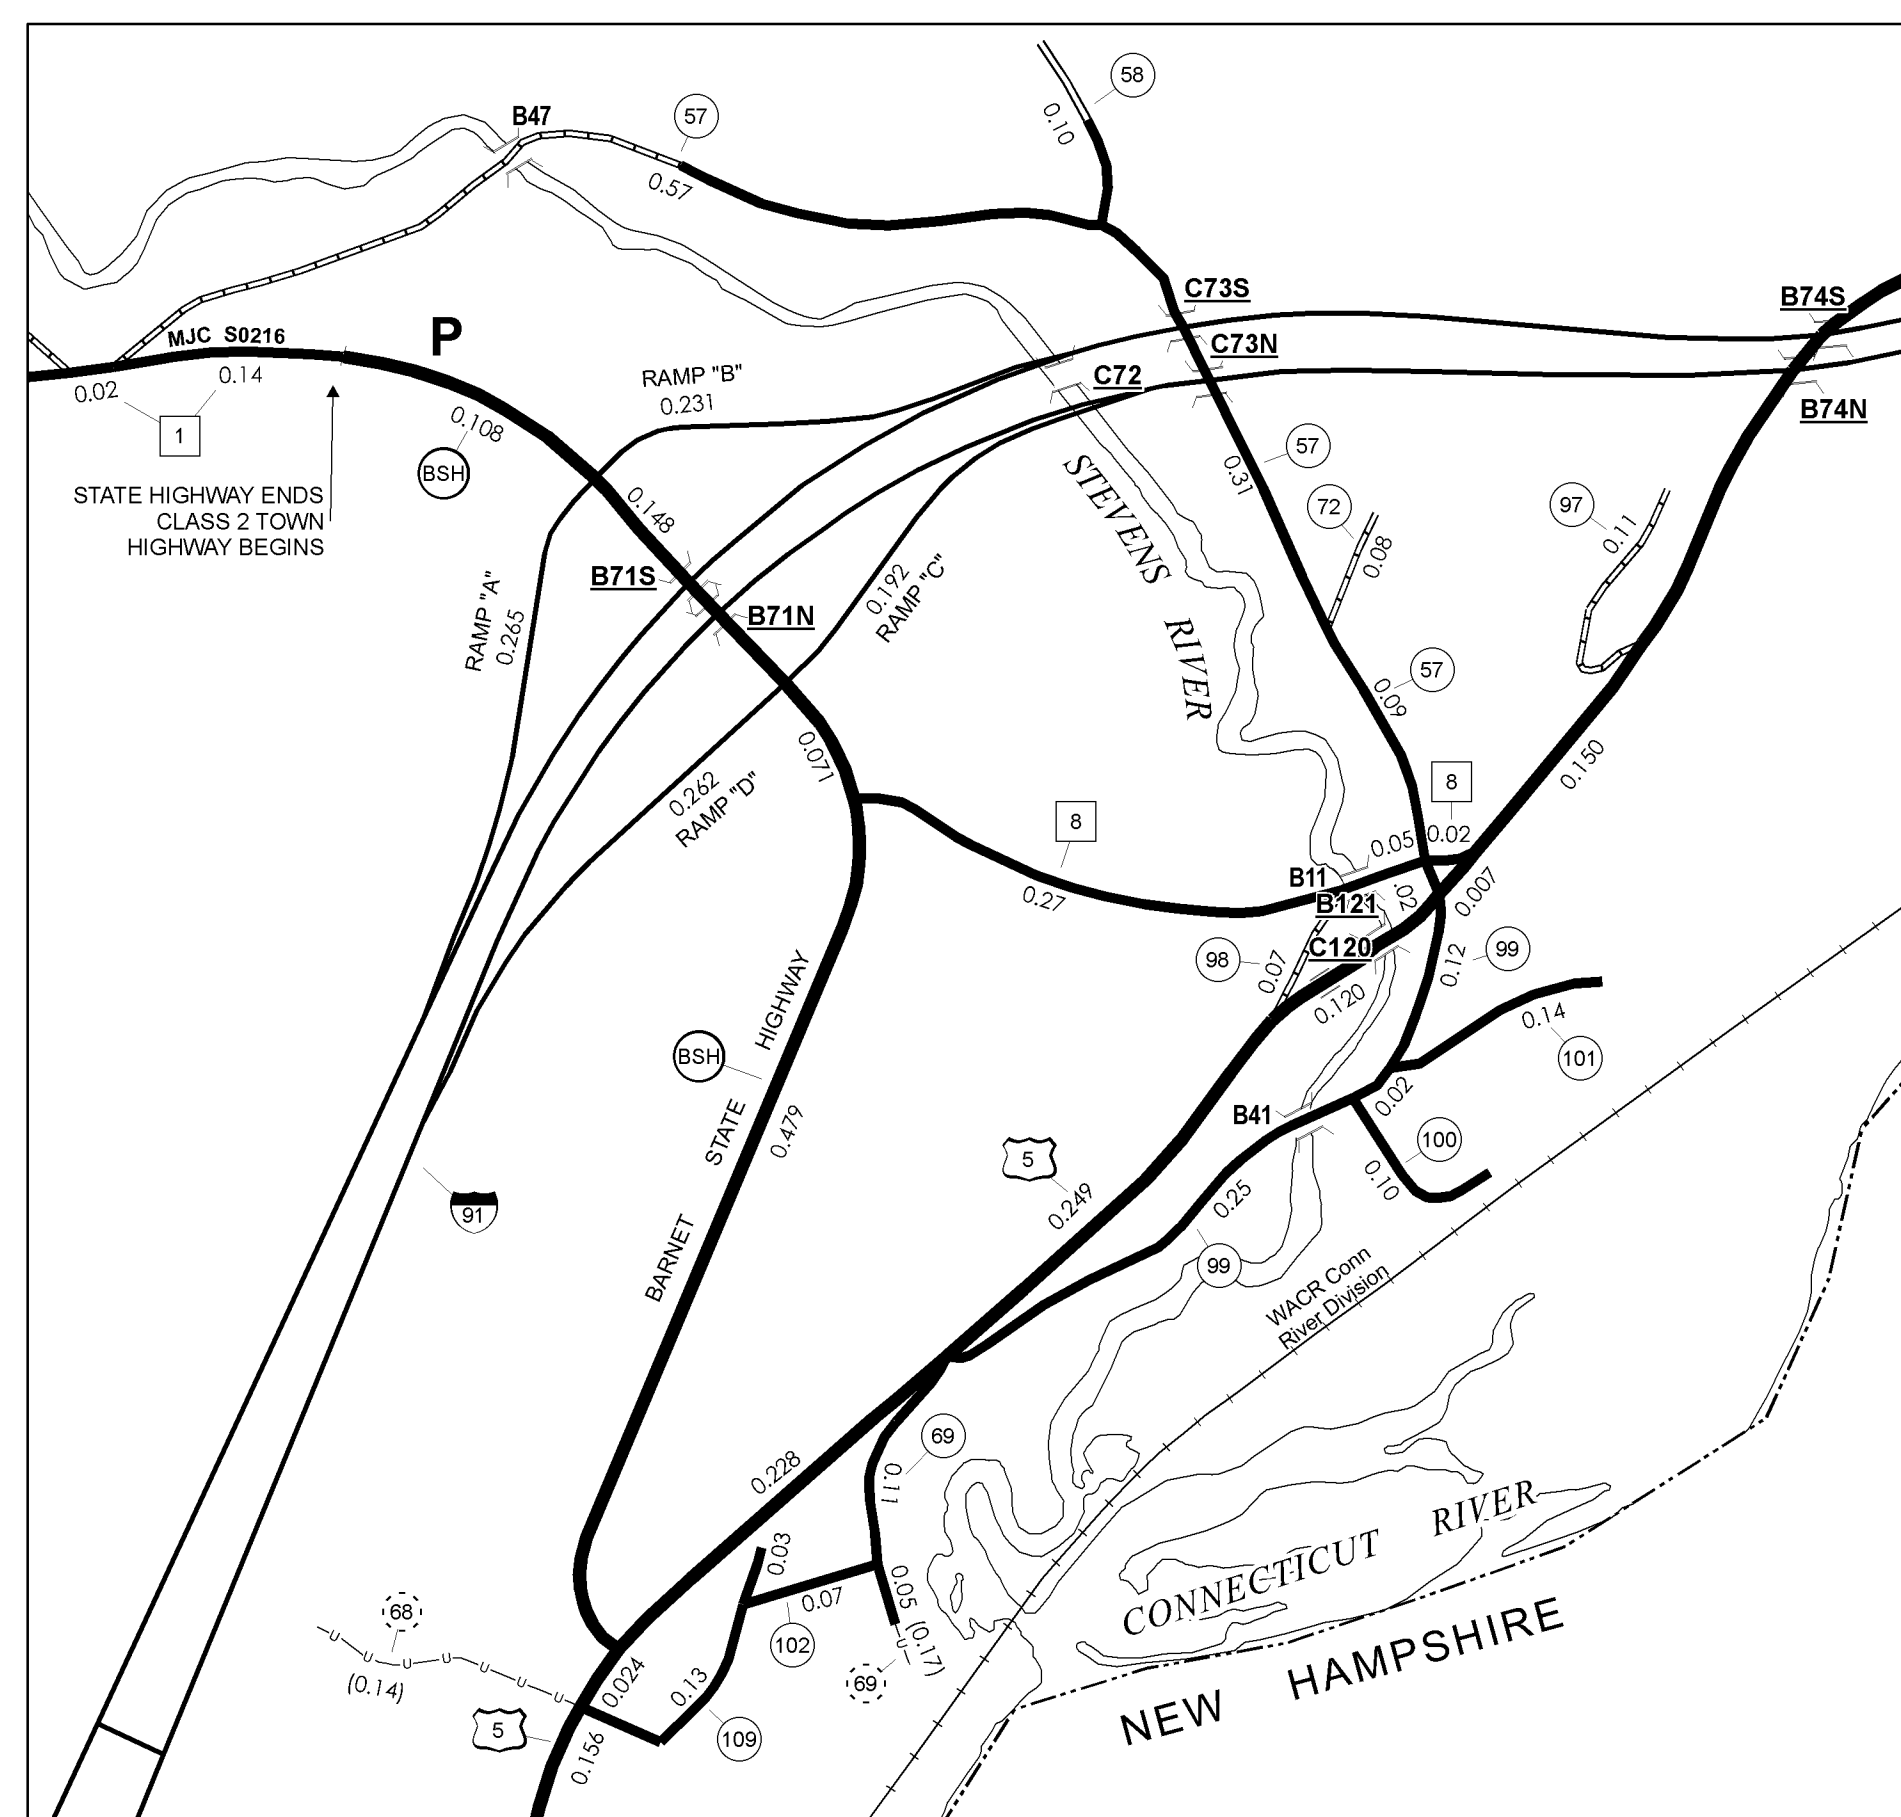 58
B47
57
0.10
0.57
C73S
B74S
MJC S0216
P
C73N
0.02
0.14
RAMP "B"
0.231
C72
B74N
1
0.108
BSH
57
STATE HIGHWAY ENDS
CLASS 2 TOWN
HIGHWAY BEGINS
0.148
0.31
72
97
0.11
0.08
STEVENS RIVER
B71S
B71N
0.192
RAMP "C"
RAMP "A"
0.265
57
0.09
0.071
0.150
0.262
RAMP "D"
8
8
0.05
0.02
0.27
B11
B121
.02
0.007
C120
98
0.07
0.120
0.12
99
0.14
101
BARNET STATE HIGHWAY
BSH
0.479
0.02
B41
100
0.10
5
0.249
0.25
91
99
WACR Conn
River Division
69
0.11
0.228
CONNECTICUT RIVER
NEW HAMPSHIRE
0.03
0.07
0.05
(0.17)
U
68
U U U U U U U
(0.14)
102
69
0.024
0.13
5
0.156
109